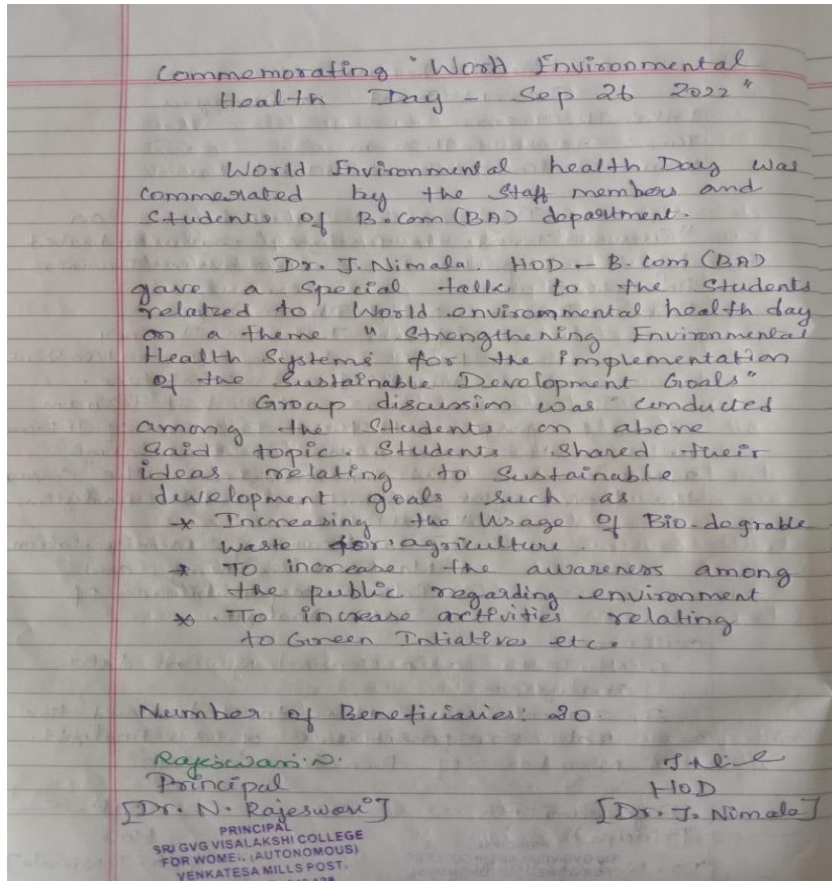 Commemorating "World Environmental
Health Day - Sep 26 2022"
World Environmental health Day was
commerated by the Staff members and
Students of B.Com (BA) department.
Dr. J. Nimala, HOD - B.Com (BA)
gave a Special talk to the Students
relatzed to World environmental health day
on a theme "Strengthening Environmental
Health Systems for the implementation
of the Sustainable Development Goals"
Group discussion was conducted
among the Students on above
Said topic. Students shared their
ideas relating to Sustainable
development goals such as
* Increasing the Usage of Bio-dograble
waste for agriculture.
* To increase the awareness among
the public regarding environment
* To increase activities relating
to Green Intiatives etc.
Number of Beneficiaries: 20
Rajeswari. N.
Principal
HOD
[Dr. N. Rajeswari] [Dr. J. Nimala]
PRINCIPAL
SRI GVG VISALAKSHI COLLEGE
FOR WOMEN (AUTONOMOUS)
VENKATESA MILLS POST.